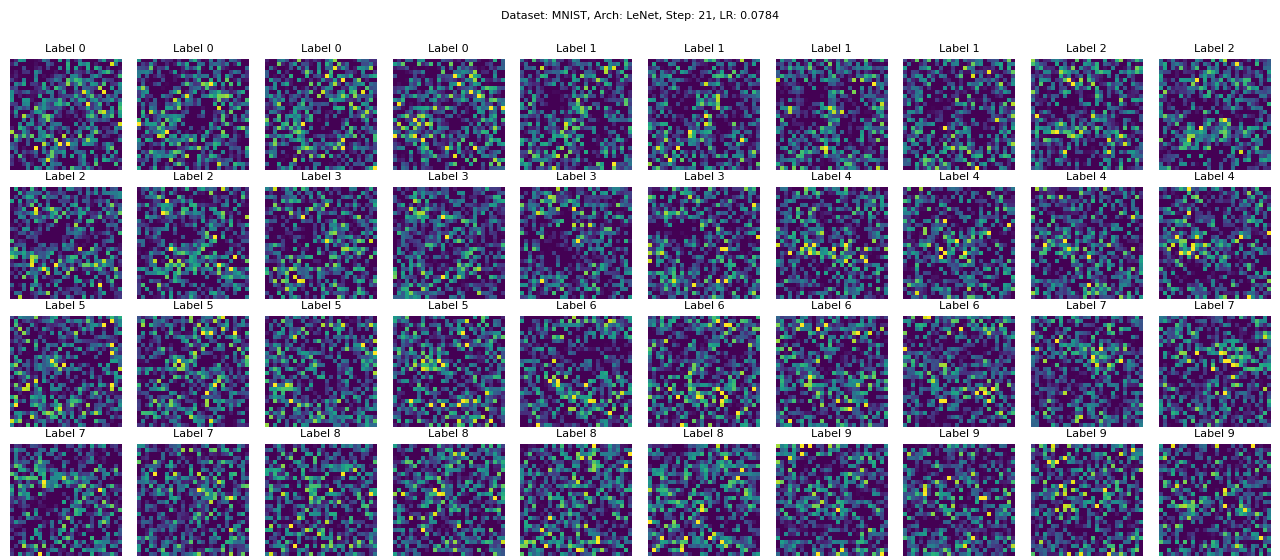 Dataset: MNIST, Arch: LeNet, Step: 21, LR: 0.0784
Label 0 Label 0 Label 0 Label 0 Label 1 Label 1 Label 1 Label 1 Label 2 Label 2
Label 2 Label 2 Label 3 Label 3 Label 3 Label 3 Label 4 Label 4 Label 4 Label 4
Label 5 Label 5 Label 5 Label 5 Label 6 Label 6 Label 6 Label 6 Label 7 Label 7
Label 7 Label 7 Label 8 Label 8 Label 8 Label 8 Label 9 Label 9 Label 9 Label 9